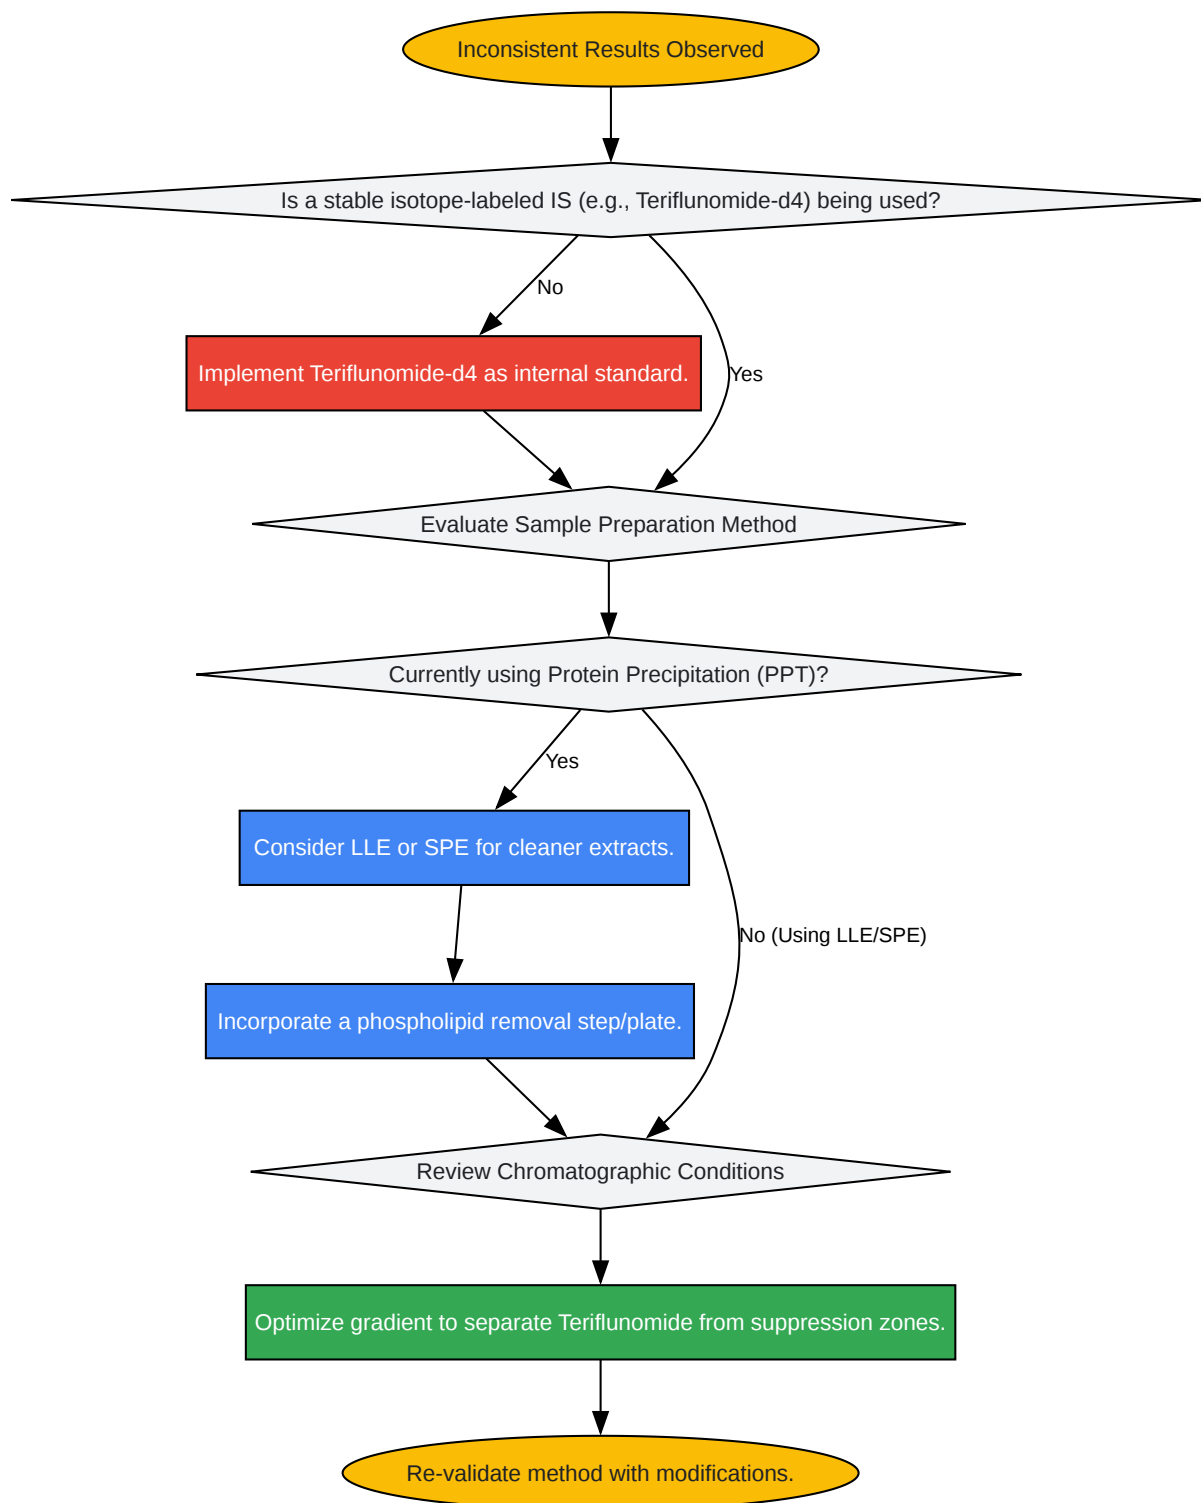 Inconsistent Results Observed
Is a stable isotope-labeled IS (e.g., Teriflunomide-d4) being used?
No
Implement Teriflunomide-d4 as internal standard.
Yes
Evaluate Sample Preparation Method
Currently using Protein Precipitation (PPT)?
Yes
Consider LLE or SPE for cleaner extracts.
No (Using LLE/SPE)
Incorporate a phospholipid removal step/plate.
Review Chromatographic Conditions
Optimize gradient to separate Teriflunomide from suppression zones.
Re-validate method with modifications.